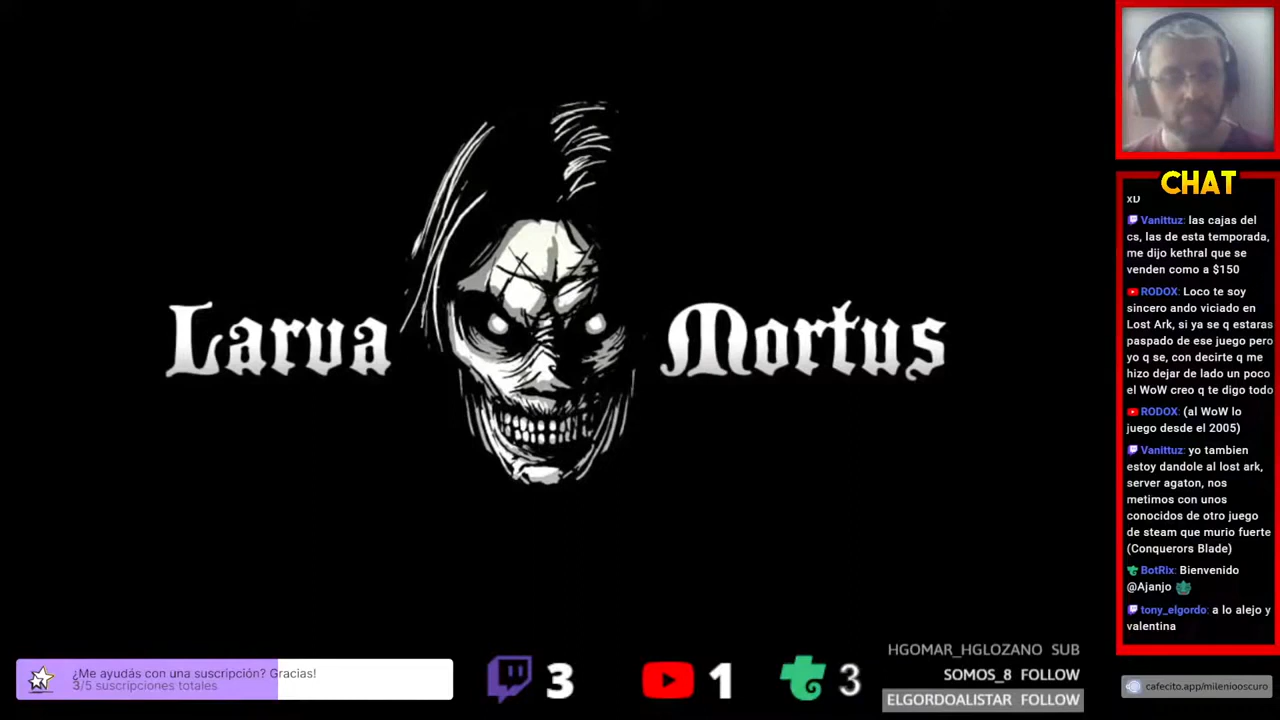 Larva Mortus
CHAT
xD
Vanittuz: las cajas del
cs, las de esta temporada,
me dijo kethral que se
venden como a $150
RODOX: Loco te soy
sincero ando viciado en
Lost Ark, si ya se q estaras
paspado de ese juego pero
yo q se, con decirte q me
hizo dejar de lado un poco
el WoW creo q te digo todo
RODOX: (al WoW lo
juego desde el 2005)
Vanittuz: yo tambien
estoy dandole al lost ark,
server agaton, nos
metimos con unos
conocidos de otro juego
de steam que murio fuerte
(Conquerors Blade)
BotRix: Bienvenido
@Ajanjo
tony_elgordo: a lo alejo y
valentina
¿Me ayudás con una suscripción? Gracias!
3/5 suscripciones totales
3
1
3
HGOMAR_HGLOZANO SUB
SOMOS_8 FOLLOW
ELGORDOALISTAR FOLLOW
cafecito.app/mileniooscuro